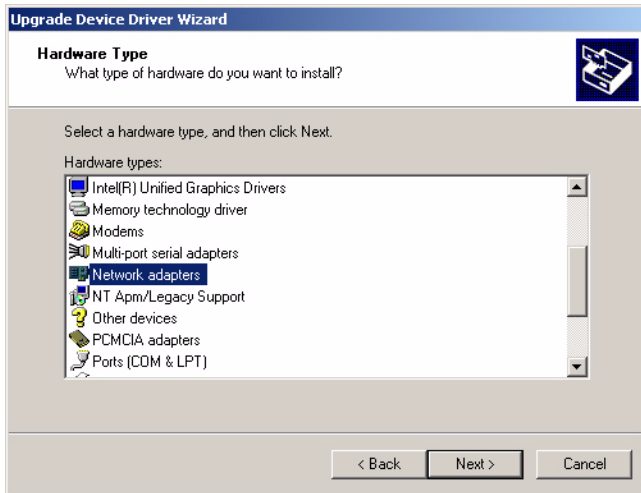 Upgrade Device Driver Wizard
Hardware Type
What type of hardware do you want to install?
Select a hardware type, and then click Next.
Hardware types:
Intel(R) Unified Graphics Drivers
Memory technology driver
Modems
Multi-port serial adapters
Network adapters
NT Apm/Legacy Support
Other devices
PCMCIA adapters
Ports (COM & LPT)
< Back Next > Cancel